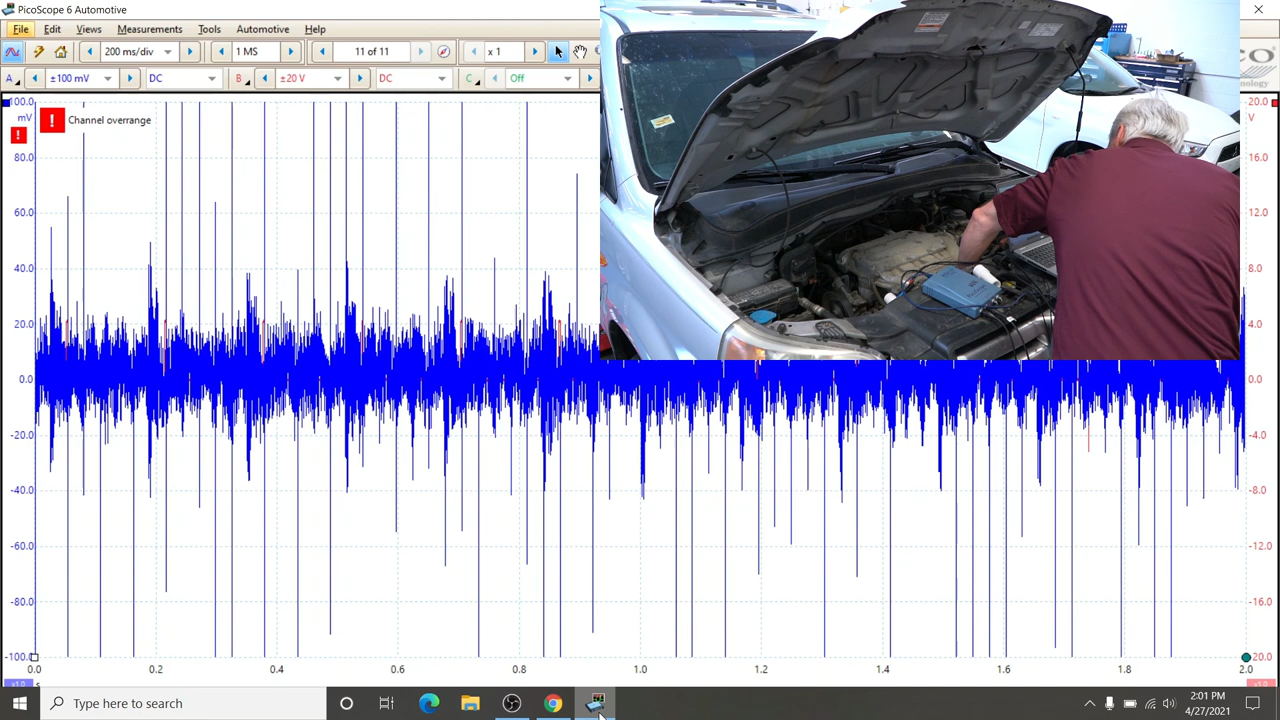 PicoScope 6 Automotive
File Edit Views Measurements Tools Automotive Help
200 ms/div 1 MS 11 of 11 x 1
A ±100 mV DC B ±20 V DC C Off
100.0 20.0
mV V
! ! Channel overrange
80.0 16.0
60.0 12.0
40.0 8.0
20.0 4.0
0.0 0.0
-20.0 -4.0
-40.0 -8.0
-60.0 -12.0
-80.0 -16.0
-100.0 20.0
0.0 0.2 0.4 0.6 0.8 1.0 1.2 1.4 1.6 1.8 2.0
x1.0 s x1.0
Type here to search
2:01 PM
4/27/2021